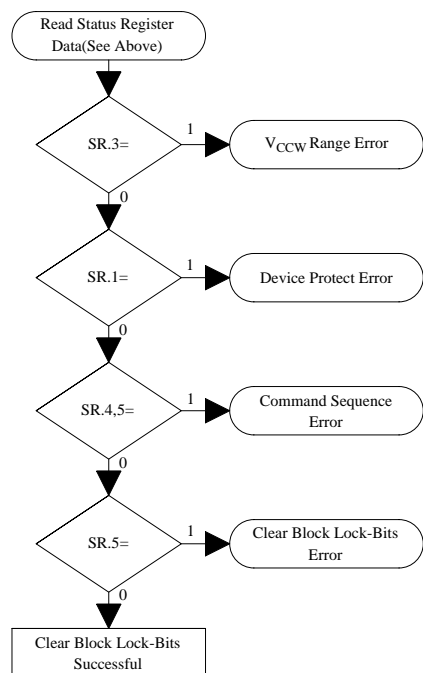 Read Status Register
Data(See Above)
SR.3=
1
VCCW Range Error
0
SR.1=
1
Device Protect Error
0
SR.4,5=
1
Command Sequence
Error
0
SR.5=
1
Clear Block Lock-Bits
Error
0
Clear Block Lock-Bits
Successful